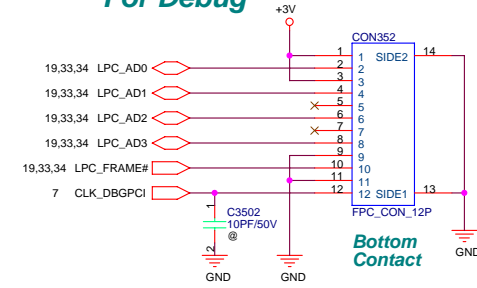 For Debug
+3V
CON352
1 1 SIDE2 14
2 2
3 3
4 4
5 5
6 6
7 7
8 8
9 9
10 10
11 11
12 12 SIDE1 13
19,33,34 LPC_AD0
19,33,34 LPC_AD1
19,33,34 LPC_AD2
19,33,34 LPC_AD3
19,33,34 LPC_FRAME#
7 CLK_DBGPCI
FPC_CON_12P
1
C3502
10PF/50V
@
2
Bottom
Contact
GND
GND
GND